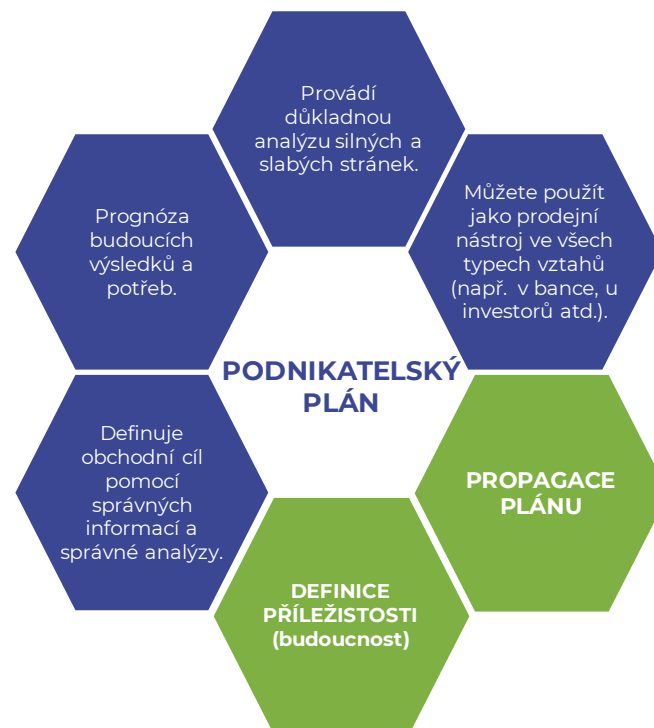 Provádí
důkladnou
analýzu silných a
slabých stránek.
Můžete použít
jako prodejní
nástroj ve všech
typech vztahů
(např. v bance, u
investorů atd.).
Prognóza
budoucích
výsledků a
potřeb.
PODNIKATELSKÝ
PLÁN
Definuje
obchodní cíl
pomocí
správných
informací a
správné analýzy.
PROPAGACE
PLÁNU
DEFINICE
PŘÍLEŽISTOSTI
(budoucnost)